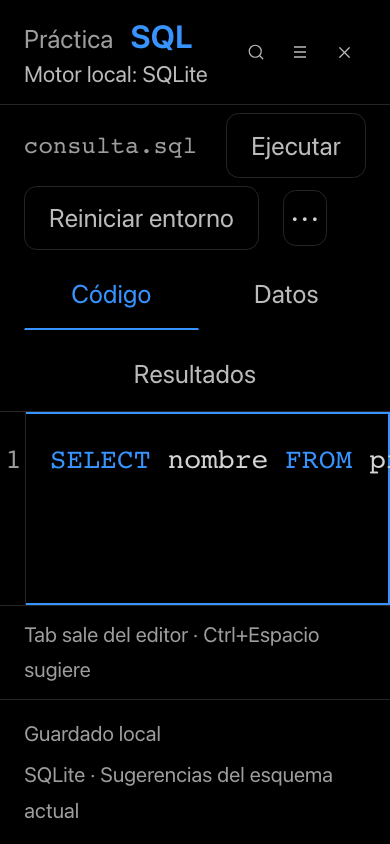 Práctica SQL
Motor local: SQLite
consulta.sql
Ejecutar
Reiniciar entorno
...
Código
Datos
Resultados
1
SELECT nombre FROM
Tab sale del editor · Ctrl+Espacio
sugiere
Guardado local
SQLite · Sugerencias del esquema
actual